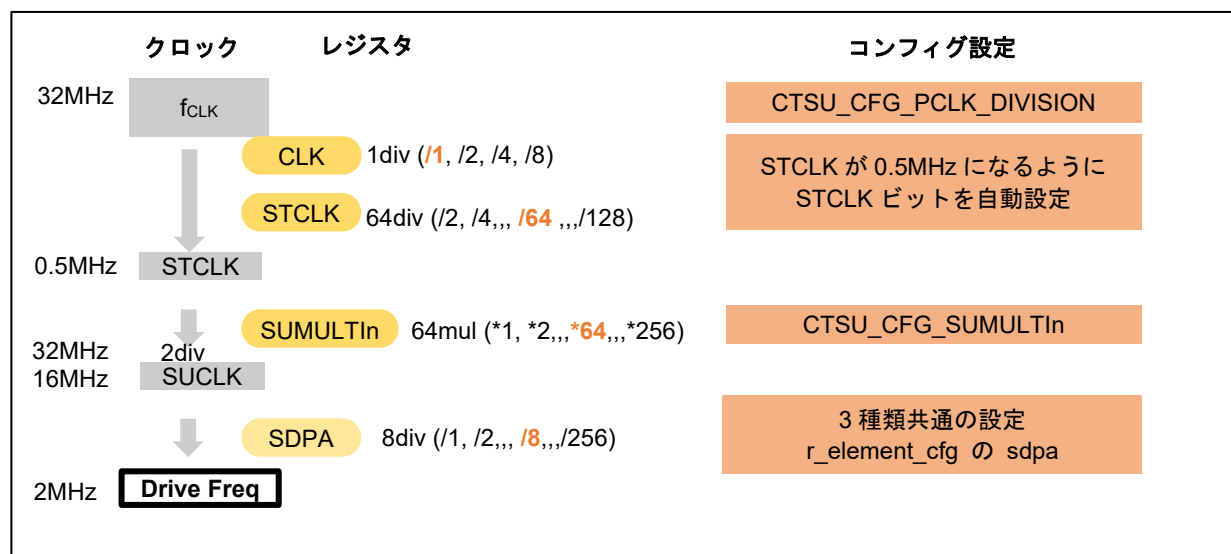 クロック レジスタ コンフィグ設定
32MHz fCLK CTSU_CFG_PCLK_DIVISION
CLK 1div (/1, /2, /4, /8)
STCLK が 0.5MHz になるように
STCLK ビットを自動設定
STCLK 64div (/2, /4,,, /64 ,,,/128)
0.5MHz STCLK
SUMULTIn 64mul (*1, *2,,,*64,,,*256) CTSU_CFG_SUMULTIn
32MHz 2div
16MHz SUCLK
3 種類共通の設定
SDPA 8div (/1, /2,,, /8,,,/256)
r_element_cfg の sdpa
2MHz Drive Freq